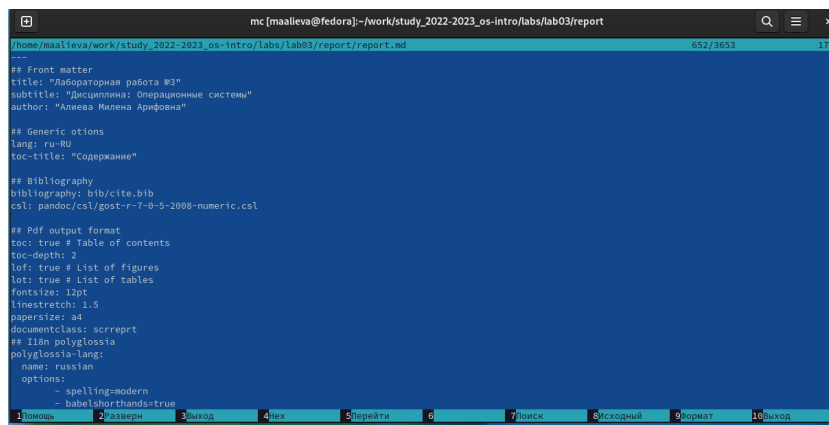 mc [maalieva@fedora]:~/work/study_2022-2023_os-intro/labs/lab03/report
/home/maalieva/work/study_2022-2023_os-intro/labs/lab03/report/report.md 652/3653 17
---
## Front matter
title: "Лабораторная работа №3"
subtitle: "Дисциплина: Операционные системы"
author: "Алиева Милена Арифовна"
## Generic otions
lang: ru-RU
toc-title: "Содержание"
## Bibliography
bibliography: bib/cite.bib
csl: pandoc/csl/gost-r-7-0-5-2008-numeric.csl
## Pdf output format
toc: true # Table of contents
toc-depth: 2
lof: true # List of figures
lot: true # List of tables
fontsize: 12pt
linestretch: 1.5
papersize: a4
documentclass: scrreprt
## I18n polyglossia
polyglossia-lang:
name: russian
options:
- spelling=modern
- babelshorthands=true
1Помощь 2Разверн 3Выход 4Hex 5Перейти 6 7Поиск 8Исходный 9Формат 10Выход